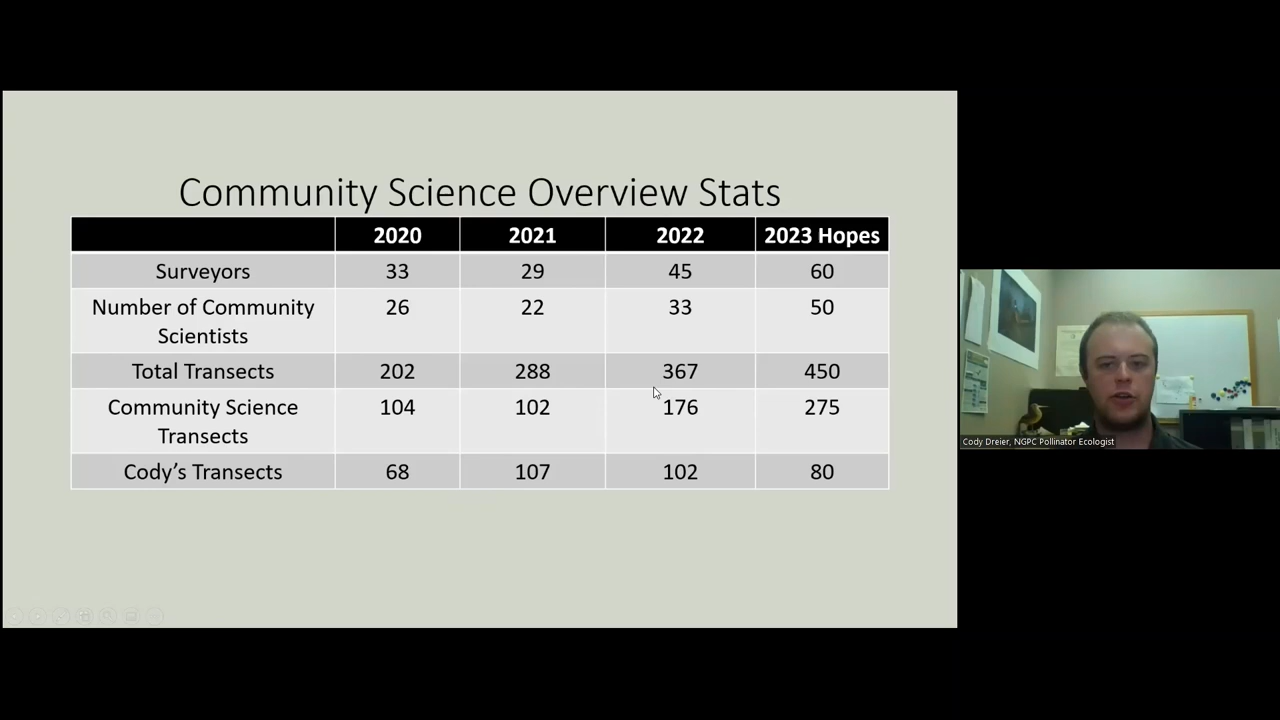 Community Science Overview Stats
2020 2021 2022 2023 Hopes
Surveyors 33 29 45 60
Number of Community
Scientists 26 22 33 50
Total Transects 202 288 367 450
Community Science
Transects 104 102 176 275
Cody’s Transects 68 107 102 80
Cody Dreier, NGPC Pollinator Ecologist